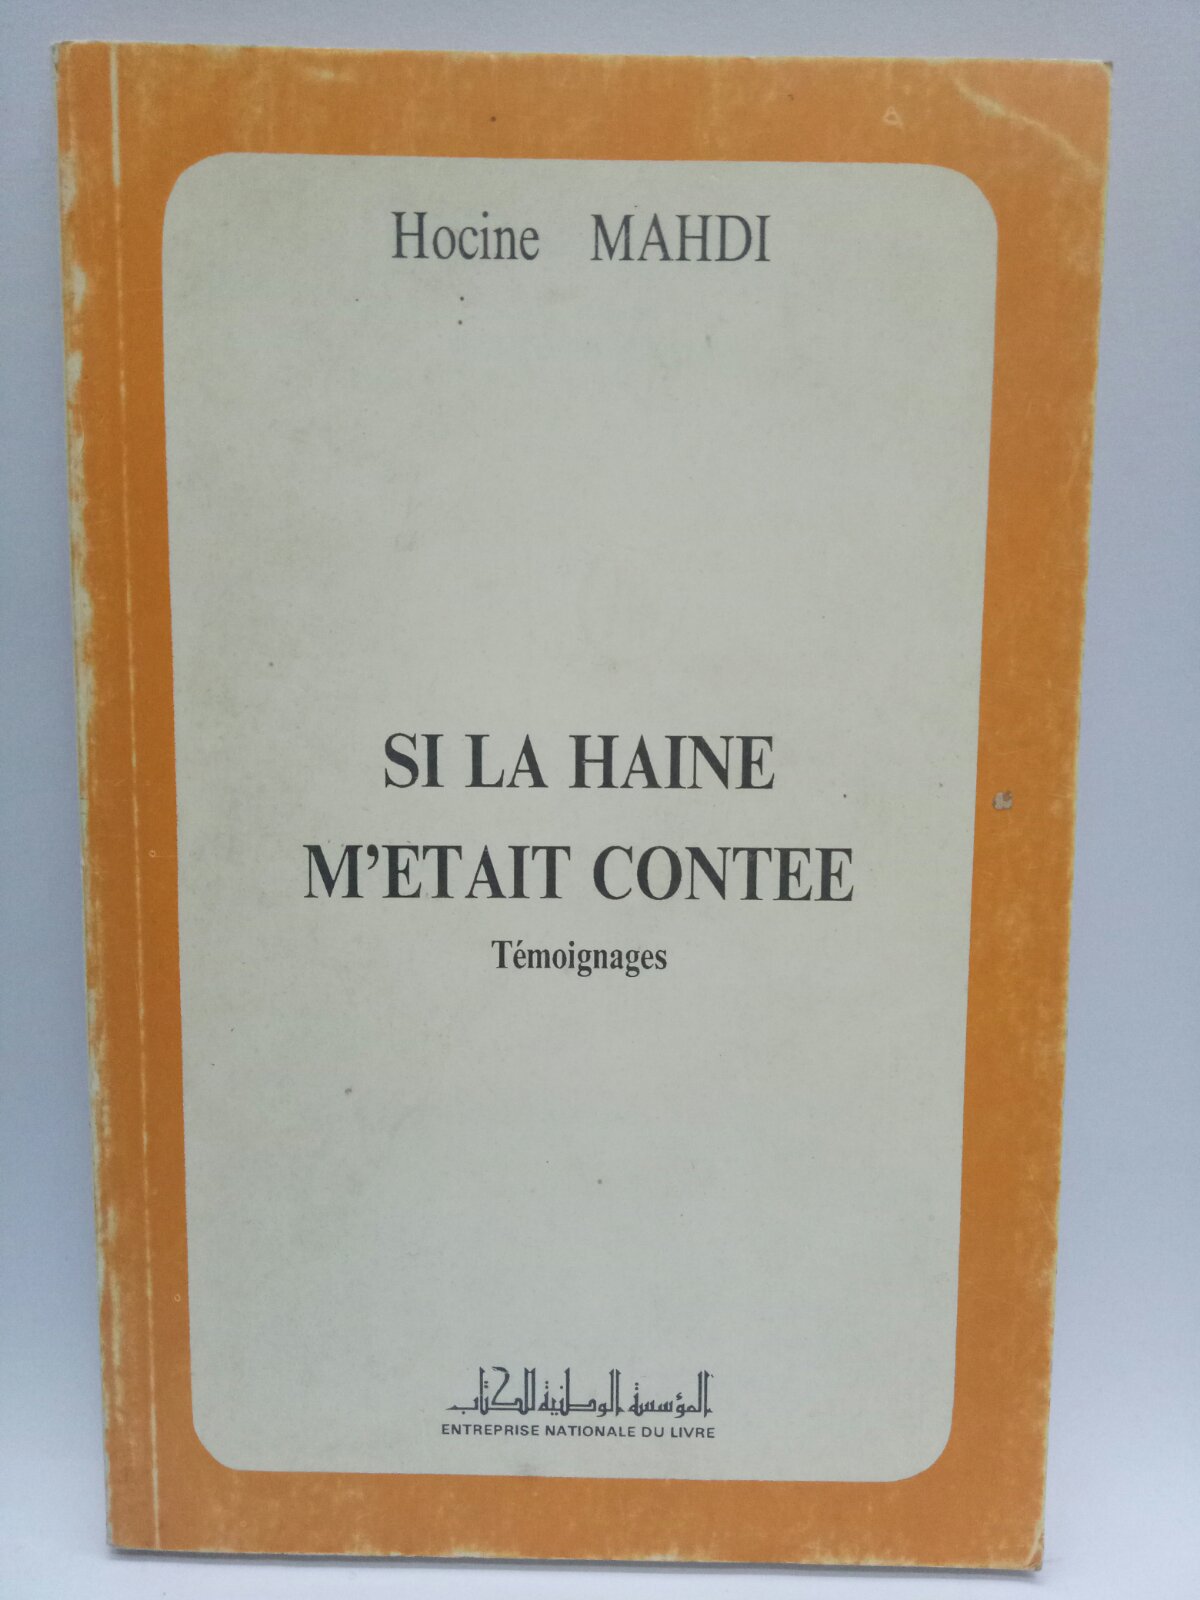 Hocine MAHDI
SI LA HAINE
M'ETAIT CONTEE
Témoignages
المؤسسة الوطنية للكتاب
ENTREPRISE NATIONALE DU LIVRE